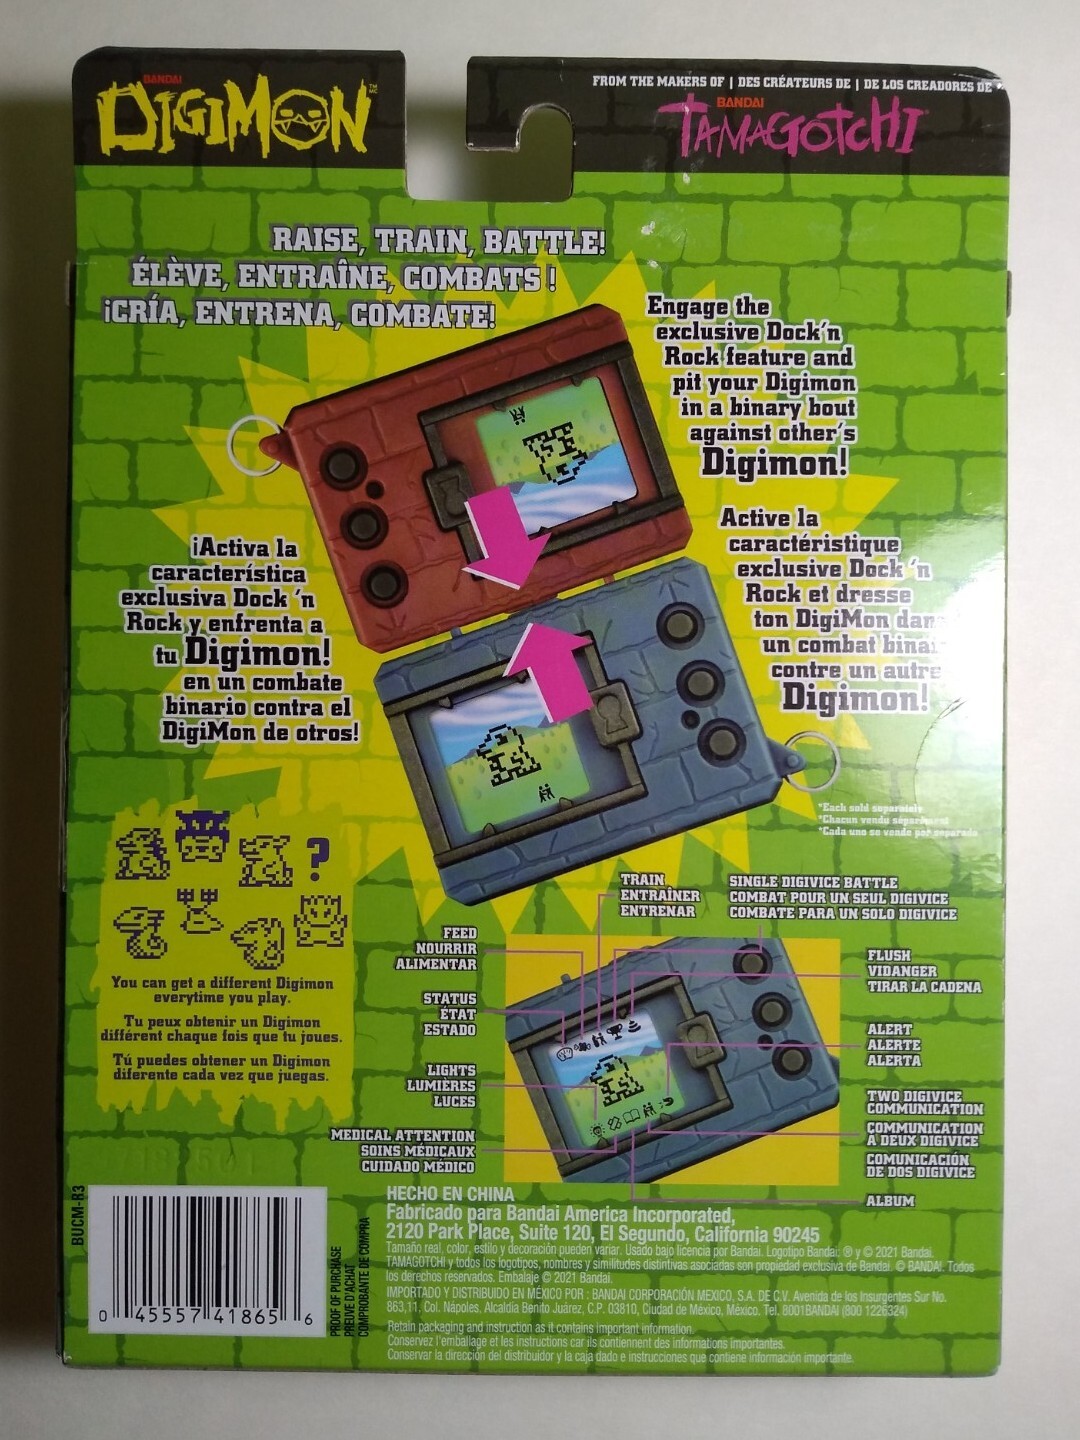 BANDAI
DIGIMON
TM
MC
FROM THE MAKERS OF | DES CRÉATEURS DE | DE LOS CREADORES DE
BANDAI
TAMAGOTCHI
RAISE, TRAIN, BATTLE!
ÉLÈVE, ENTRAÎNE, COMBATS !
¡CRÍA, ENTRENA, COMBATE!
Engage the
exclusive Dock'n
Rock feature and
pit your Digimon
in a binary bout
against other's
Digimon!
Active la
caractéristique
exclusive Dock 'n
Rock et dresse
ton DigiMon dan
un combat binai
contre un autre
Digimon!
¡Activa la
característica
exclusiva Dock 'n
Rock y enfrenta a
tu Digimon!
en un combate
binario contra el
DigiMon de otros!
*Each sold separately
*Chacun vendu séparément
*Cada uno se vende por separado
?
You can get a different Digimon
everytime you play.
Tu peux obtenir un Digimon
différent chaque fois que tu joues.
Tú puedes obtener un Digimon
diferente cada vez que juegas.
TRAIN
ENTRAÎNER
ENTRENAR
SINGLE DIGIVICE BATTLE
COMBAT POUR UN SEUL DIGIVICE
COMBATE PARA UN SOLO DIGIVICE
FEED
NOURRIR
ALIMENTAR
STATUS
ÉTAT
ESTADO
LIGHTS
LUMIÈRES
LUCES
MEDICAL ATTENTION
SOINS MÉDICAUX
CUIDADO MÉDICO
FLUSH
VIDANGER
TIRAR LA CADENA
ALERT
ALERTE
ALERTA
TWO DIGIVICE
COMMUNICATION
COMMUNICATION
À DEUX DIGIVICE
COMUNICACIÓN
DE DOS DIGIVICE
ALBUM
BUCM-R3
0 45557 41865 6
PROOF OF PURCHASE
PREUVE D'ACHAT
COMPROBANTE DE COMPRA
HECHO EN CHINA
Fabricado para Bandai America Incorporated,
2120 Park Place, Suite 120, El Segundo, California 90245
Tamaño real, color, estilo y decoración pueden variar. Usado bajo licencia por Bandai. Logotipo Bandai: ® y © 2021 Bandai.
TAMAGOTCHI y todos los logotipos, nombres y similitudes distintivas asociadas son propiedad exclusiva de Bandai. © BANDAI. Todos
los derechos reservados. Embalaje © 2021 Bandai.
IMPORTADO Y DISTRIBUIDO EN MÉXICO POR : BANDAI CORPORACIÓN MEXICO, S.A. DE C.V. Avenida de los Insurgentes Sur No.
863,11. Col. Nápoles, Alcaldía Benito Juárez, C.P. 03810, Ciudad de México, México. Tel. 8001BANDAI (800 1226324)
Retain packaging and instruction as it contains important information.
Conservez l'emballage et les instructions car ils contiennent des informations importantes.
Conservar la dirección del distribuidor y la caja dado e instrucciones que contiene información importante.